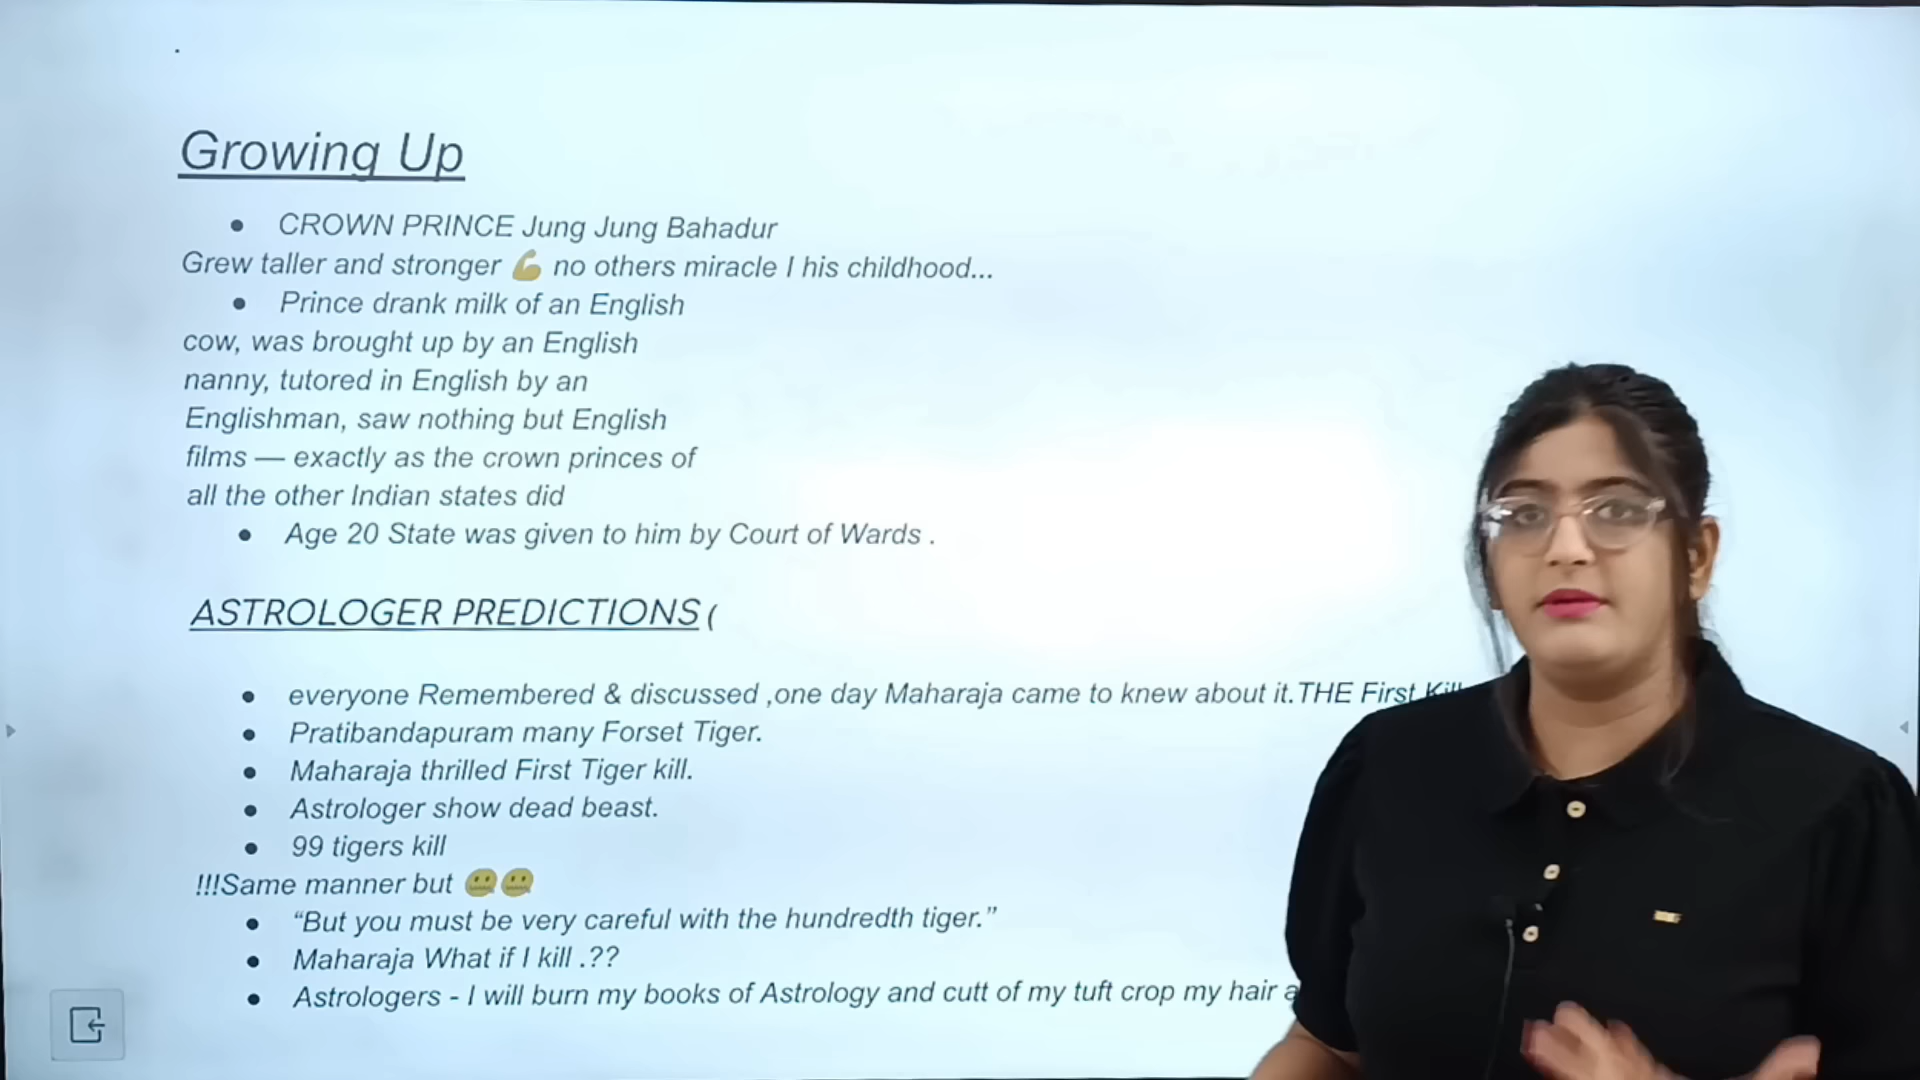 Growing Up
• CROWN PRINCE Jung Jung Bahadur
Grew taller and stronger 💪 no others miracle I his childhood...
• Prince drank milk of an English
cow, was brought up by an English
nanny, tutored in English by an
Englishman, saw nothing but English
films — exactly as the crown princes of
all the other Indian states did
• Age 20 State was given to him by Court of Wards .
ASTROLOGER PREDICTIONS (
• everyone Remembered & discussed ,one day Maharaja came to knew about it.THE First Kill
• Pratibandapuram many Forset Tiger.
• Maharaja thrilled First Tiger kill.
• Astrologer show dead beast.
• 99 tigers kill
!!!Same manner but 🤐🤐
• “But you must be very careful with the hundredth tiger.”
• Maharaja What if I kill .??
• Astrologers - I will burn my books of Astrology and cutt of my tuft crop my hair a